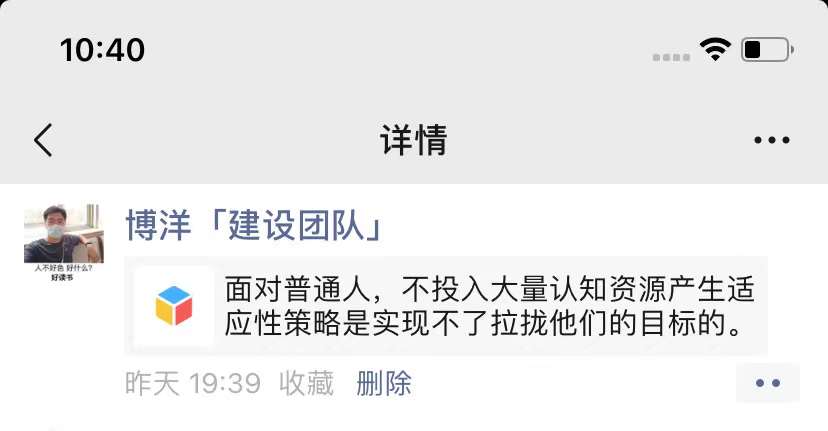 10:40
详情
博洋「建设团队」
人不好色 好什么?
好读书
面对普通人，不投入大量认知资源产生适
应性策略是实现不了拉拢他们的目标的。
昨天 19:39 收藏 删除